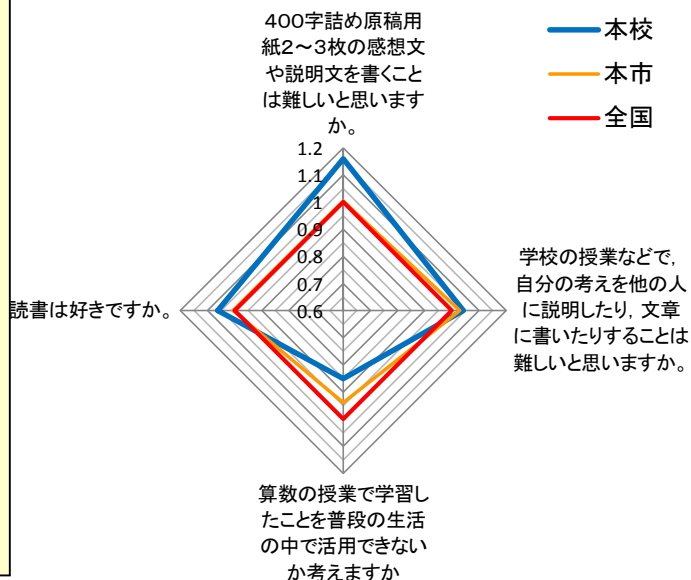 400字詰め原稿用
紙2～3枚の感想文
や説明文を書くこと
は難しいと思います
か。
本校
本市
全国
1.2
1.1
1
0.9
0.8
0.7
0.6
学校の授業などで,
自分の考えを他の人
に説明したり, 文章
に書いたりすることは
難しいと思いますか。
読書は好きですか。
算数の授業で学習し
たことを普段の生活
の中で活用できない
か考えますか